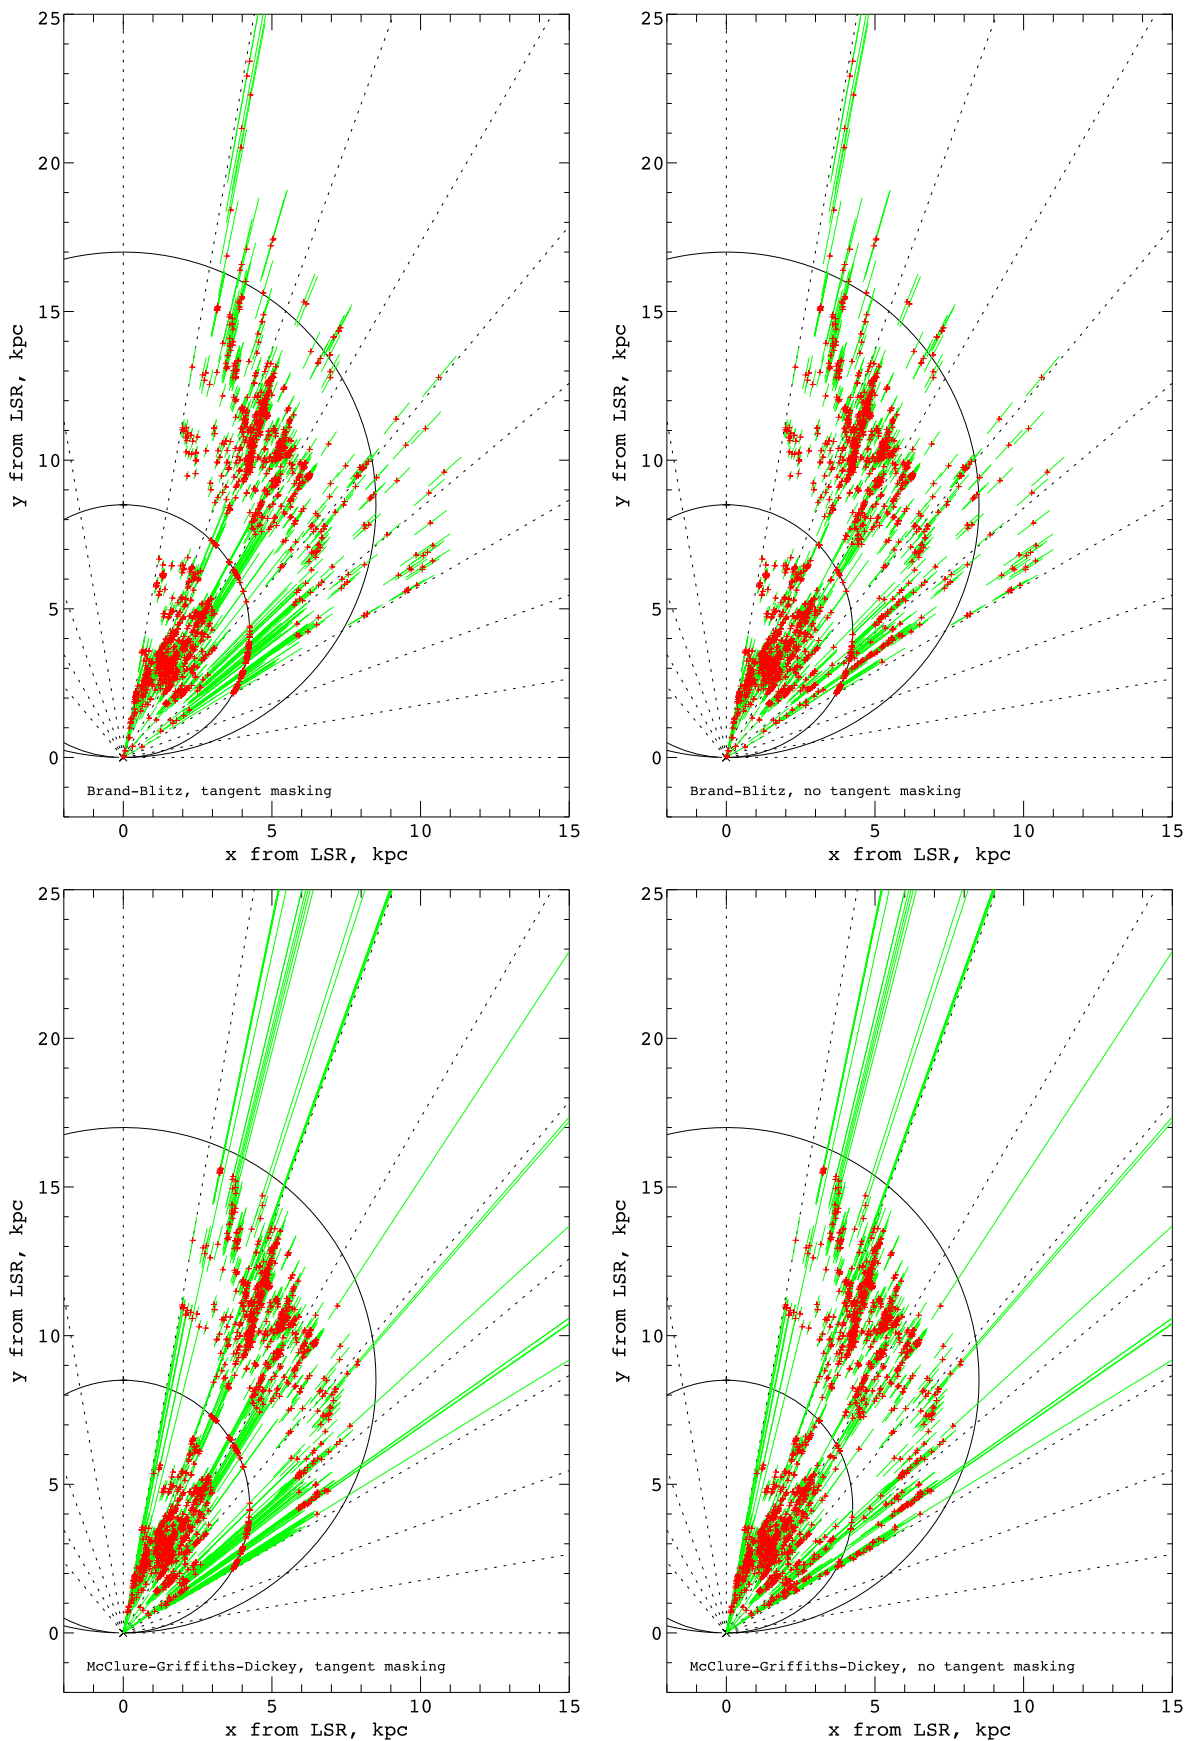 25
20
15
10
5
0
y from LSR, kpc
Brand-Blitz, tangent masking
0 5 10 15
x from LSR, kpc
25
20
15
10
5
0
y from LSR, kpc
Brand-Blitz, no tangent masking
0 5 10 15
x from LSR, kpc
25
20
15
10
5
0
y from LSR, kpc
McClure-Griffiths-Dickey, tangent masking
0 5 10 15
x from LSR, kpc
25
20
15
10
5
0
y from LSR, kpc
McClure-Griffiths-Dickey, no tangent masking
0 5 10 15
x from LSR, kpc